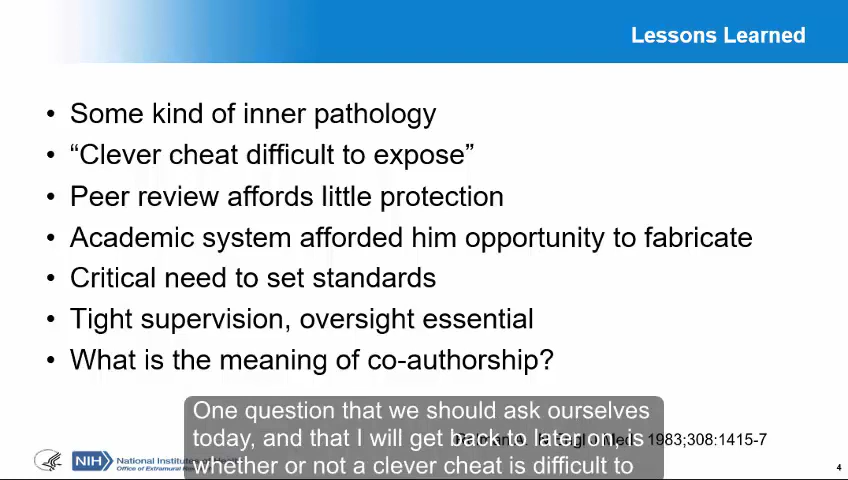 Lessons Learned
• Some kind of inner pathology
• “Clever cheat difficult to expose”
• Peer review affords little protection
• Academic system afforded him opportunity to fabricate
• Critical need to set standards
• Tight supervision, oversight essential
• What is the meaning of co-authorship?
One question that we should ask ourselves
today, and that I will get back to later on, is
whether or not a clever cheat is difficult to
1983;308:1415-7
NIH National Institutes
Office of Extramural
4